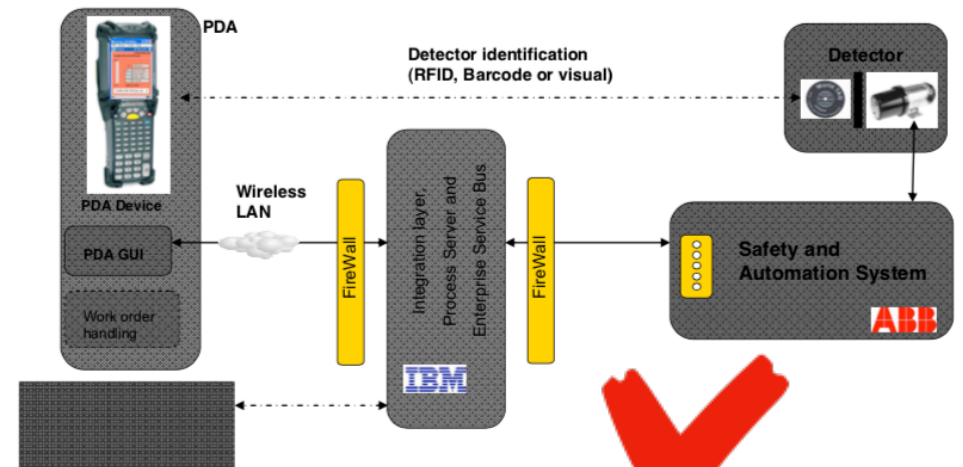 PDA
Detector identification
(RFID, Barcode or visual)
Detector
PDA Device
Wireless
LAN
PDA GUI
Work order
handling
FireWall
Integration layer,
Process Server and
Enterprise Service Bus
IBM
FireWall
Safety and
Automation System
ABB